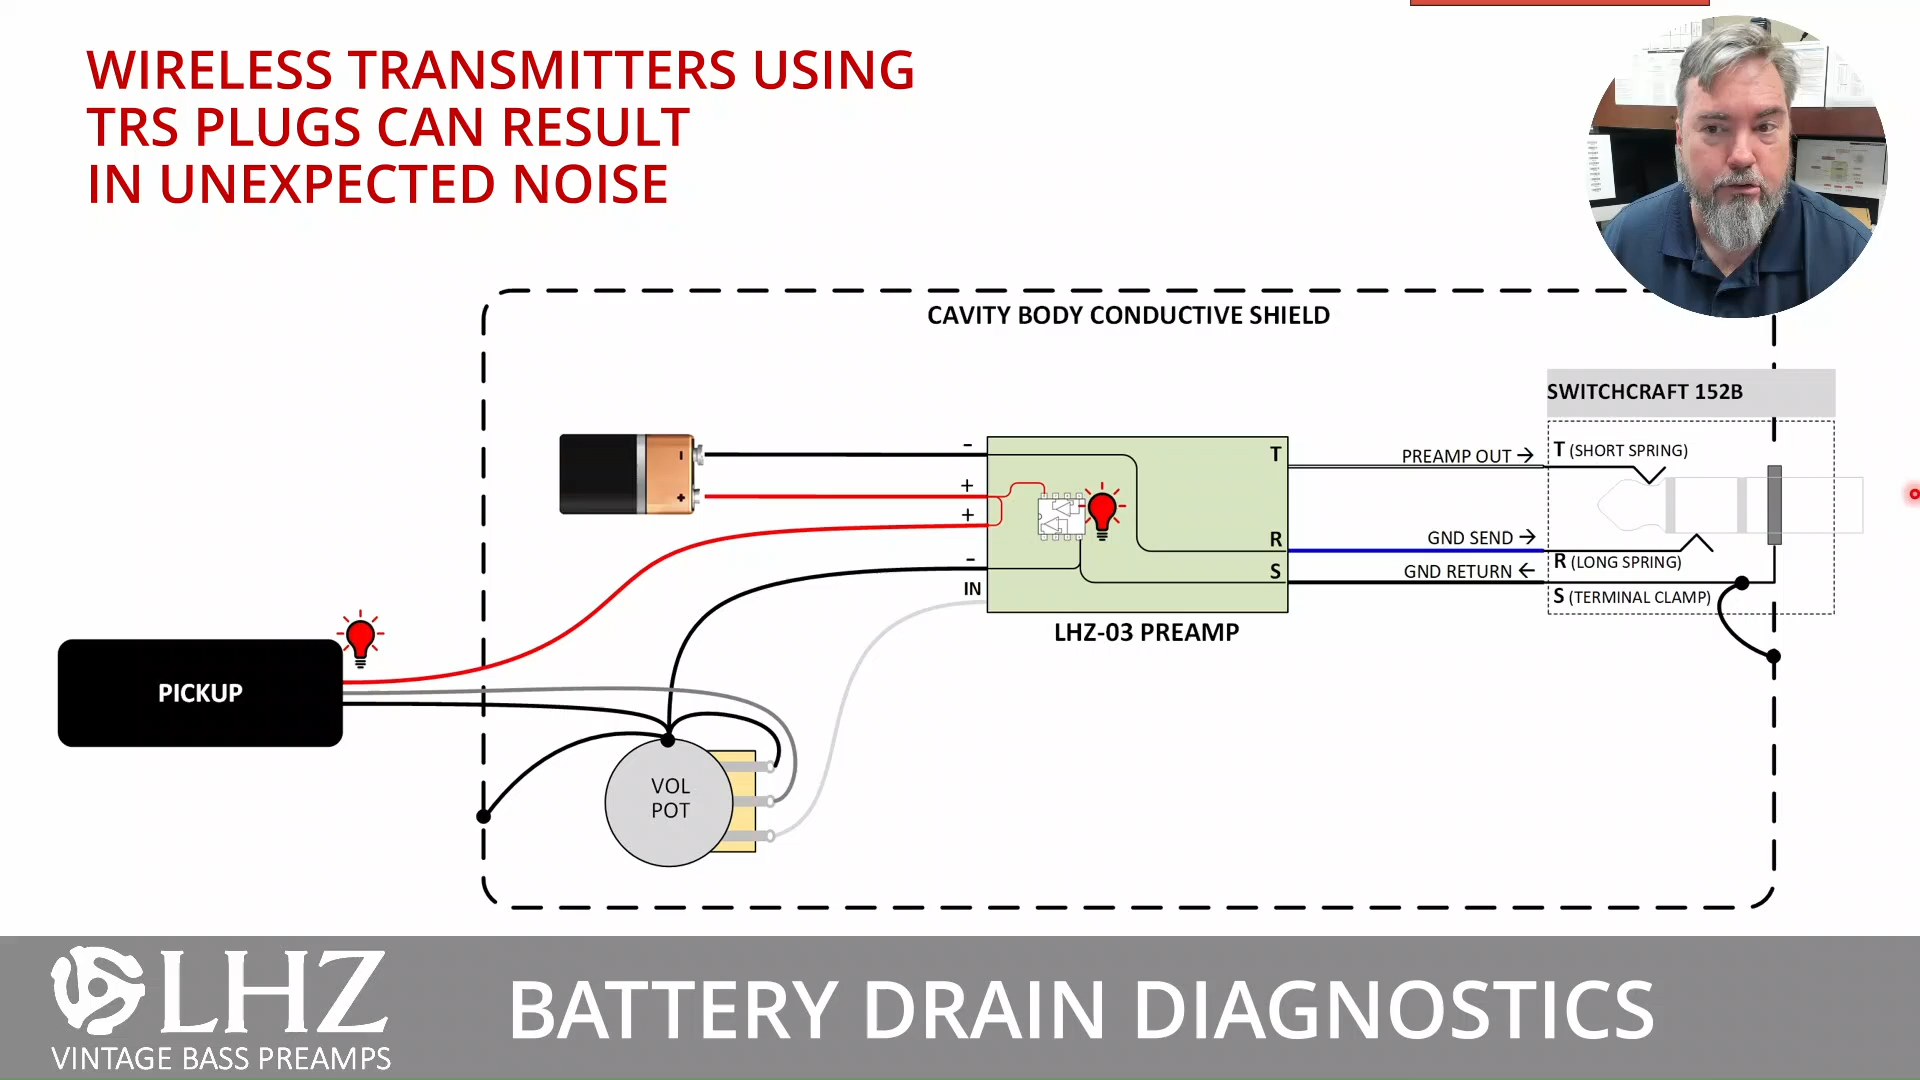 WIRELESS TRANSMITTERS USING
TRS PLUGS CAN RESULT
IN UNEXPECTED NOISE
CAVITY BODY CONDUCTIVE SHIELD
SWITCHCRAFT 152B
- T PREAMP OUT → T (SHORT SPRING)
- +
+
+
R GND SEND →
R (LONG SPRING)
- S GND RETURN ←
IN
S (TERMINAL CLAMP)
LHZ-03 PREAMP
PICKUP
VOL
POT
LHZ
VINTAGE BASS PREAMPS
BATTERY DRAIN DIAGNOSTICS